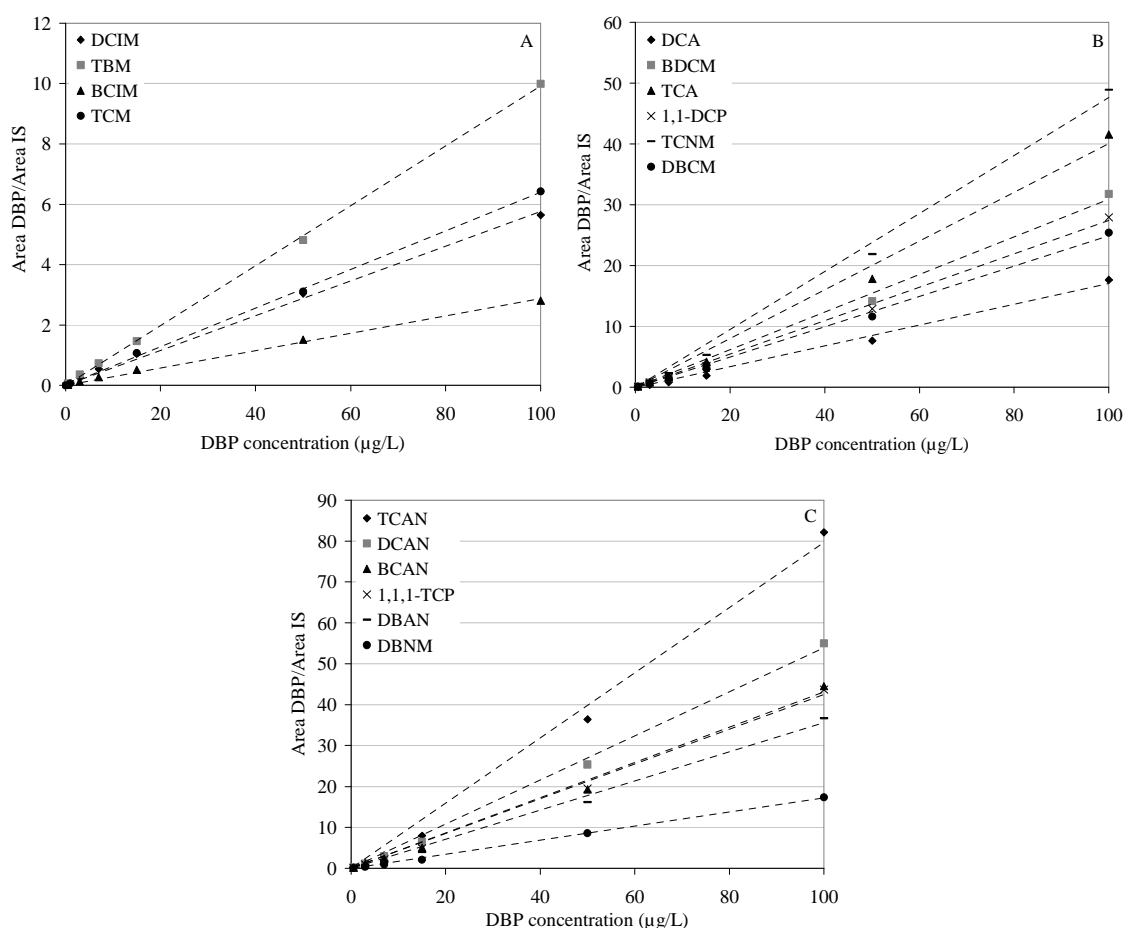 A
DCIM
TBM
BCIM
TCM
12
10
8
6
4
2
0
0
20
40
60
80
100
Area DBP/Area IS
DBP concentration (µg/L)
B
DCA
BDCM
TCA
1,1-DCP
TCNM
DBCM
60
50
40
30
20
10
0
0
20
40
60
80
100
Area DBP/Area IS
DBP concentration (µg/L)
C
TCAN
DCAN
BCAN
1,1,1-TCP
DBAN
DBNM
90
80
70
60
50
40
30
20
10
0
0
20
40
60
80
100
Area DBP/Area IS
DBP concentration (µg/L)